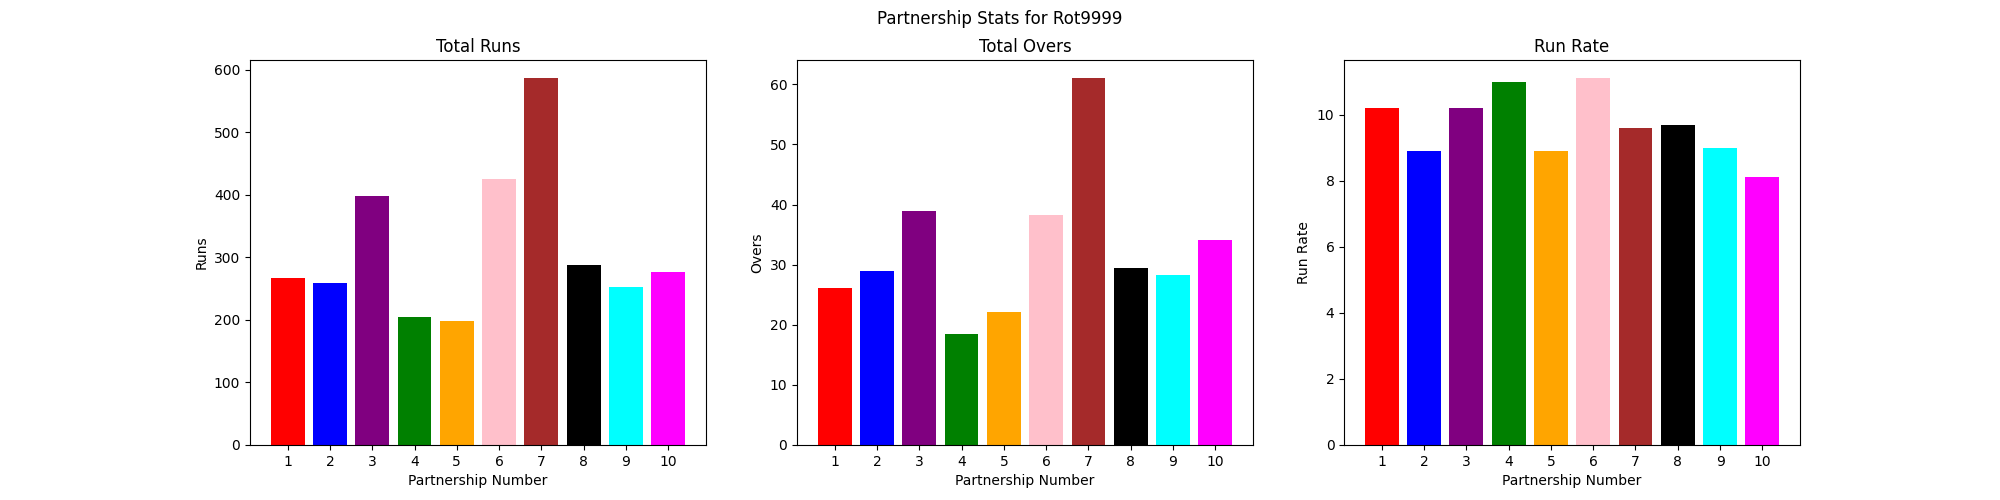 Partnership Stats for Rot9999
Total Runs
600
500
400
300
200
100
0
Runs
1 2 3 4 5 6 7 8 9 10
Partnership Number
Total Overs
60
50
40
30
20
10
0
Overs
1 2 3 4 5 6 7 8 9 10
Partnership Number
Run Rate
10
8
6
4
2
0
Run Rate
1 2 3 4 5 6 7 8 9 10
Partnership Number